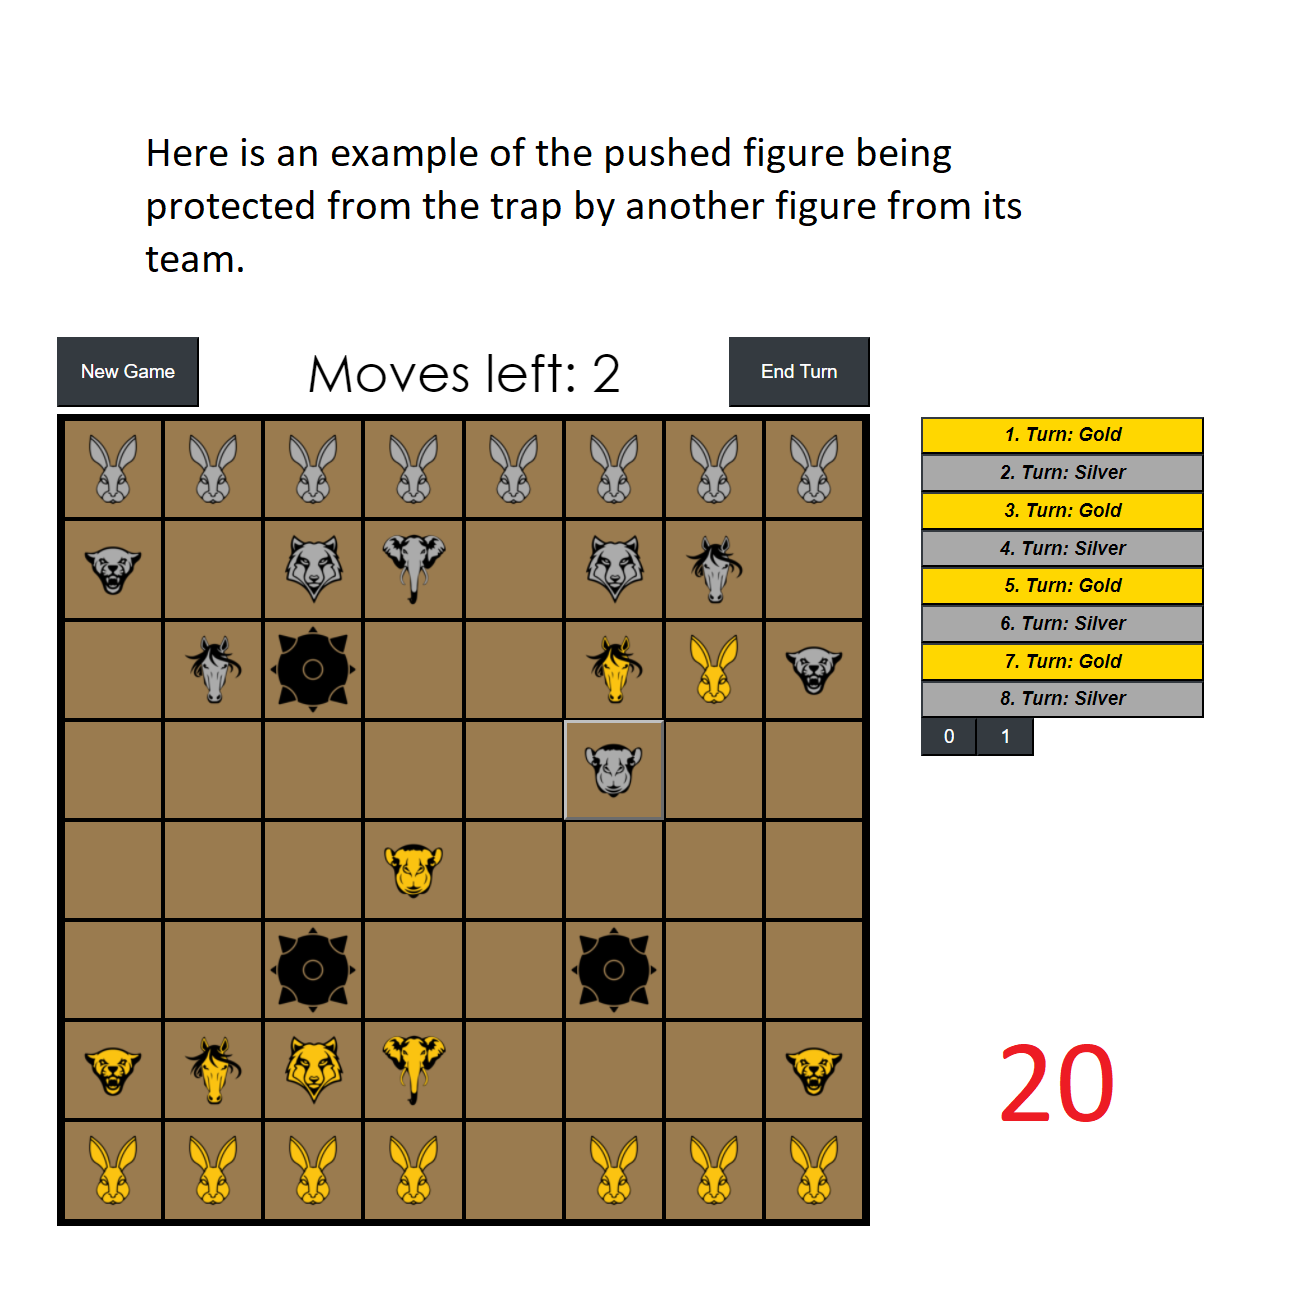 Here is an example of the pushed figure being
protected from the trap by another figure from its
team.
New Game
Moves left: 2
End Turn
1. Turn: Gold
2. Turn: Silver
3. Turn: Gold
4. Turn: Silver
5. Turn: Gold
6. Turn: Silver
7. Turn: Gold
8. Turn: Silver
0 1
20